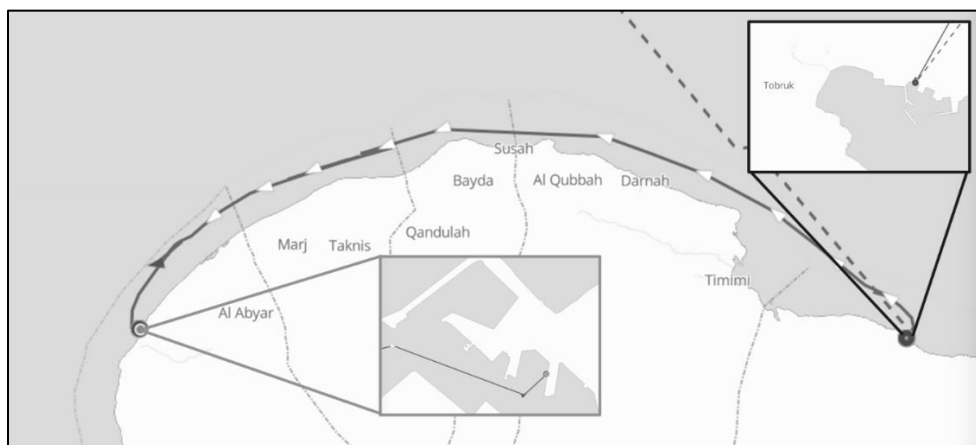 Tobruk
Susah
Bayda
Al Qubbah
Darnah
Qandulah
Marj
Taknis
Timimi
Al Abyar